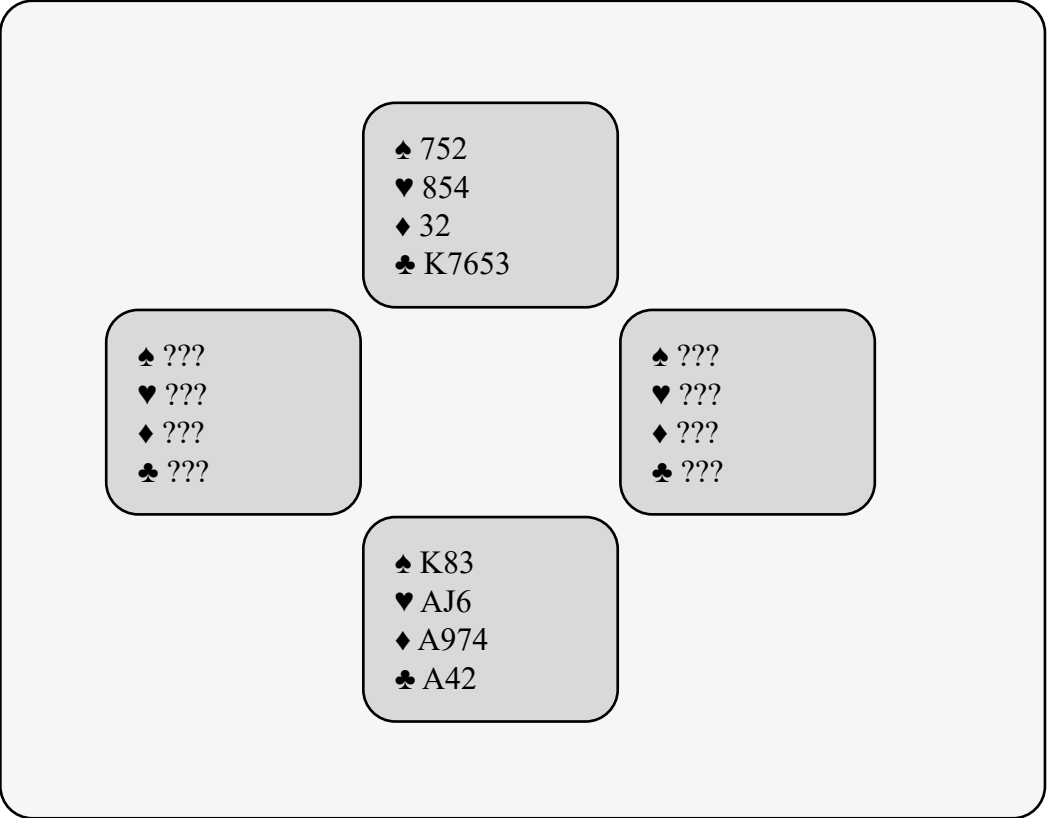 ♠ 752
♥ 854
♦ 32
♣ K7653
♠ ???
♥ ???
♦ ???
♣ ???
♠ ???
♥ ???
♦ ???
♣ ???
♠ K83
♥ AJ6
♦ A974
♣ A42